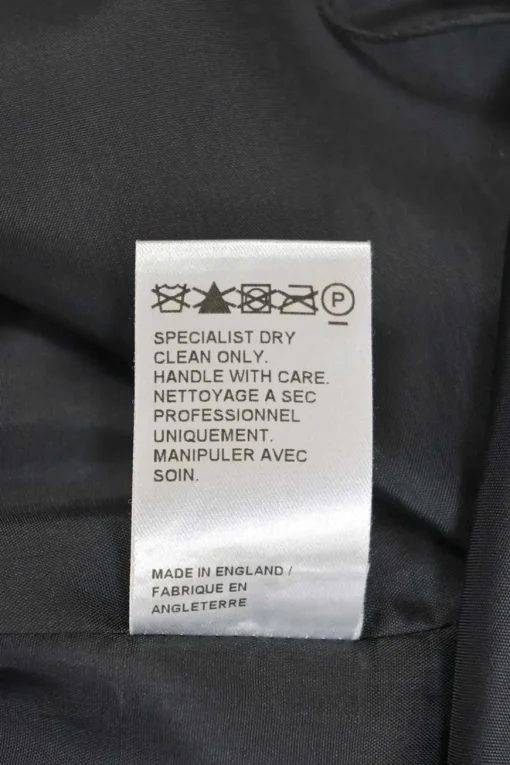 P
SPECIALIST DRY
CLEAN ONLY.
HANDLE WITH CARE.
NETTOYAGE A SEC
PROFESSIONNEL
UNIQUEMENT.
MANIPULER AVEC
SOIN.
MADE IN ENGLAND /
FABRIQUE EN
ANGLETERRE